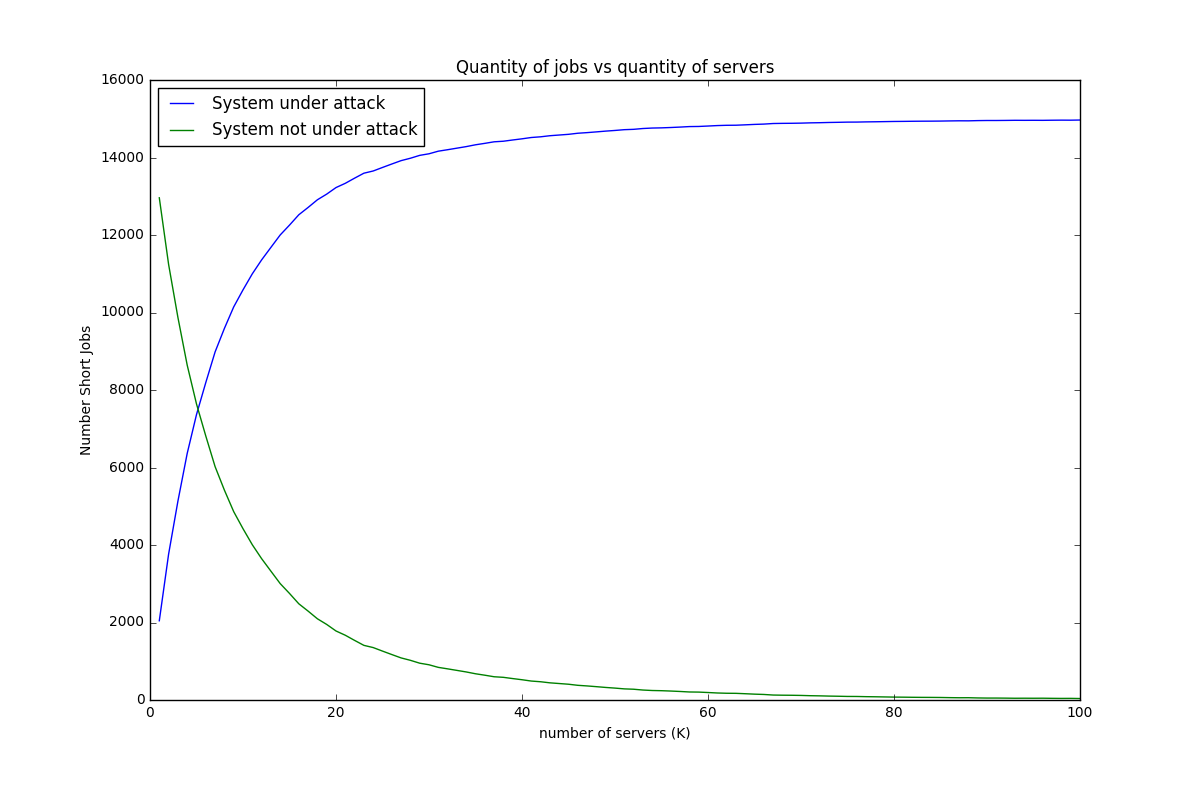 Quantity of jobs vs quantity of servers
16000
14000
12000
10000
8000
6000
4000
2000
0
System under attack
System not under attack
Number Short Jobs
0 20 40 60 80 100
number of servers (K)